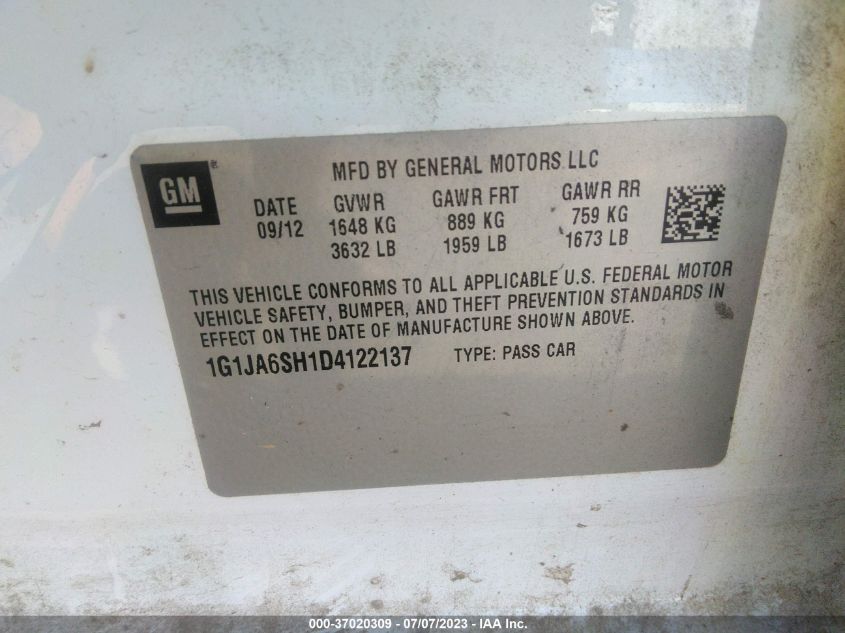 GM
MFD BY GENERAL MOTORS LLC
DATE GVWR GAWR FRT GAWR RR
09/12 1648 KG 889 KG 759 KG
3632 LB 1959 LB 1673 LB
THIS VEHICLE CONFORMS TO ALL APPLICABLE U.S. FEDERAL MOTOR
VEHICLE SAFETY, BUMPER, AND THEFT PREVENTION STANDARDS IN
EFFECT ON THE DATE OF MANUFACTURE SHOWN ABOVE.
1G1JA6SH1D4122137 TYPE: PASS CAR
000-37020309 - 07/07/2023 - IAA Inc.